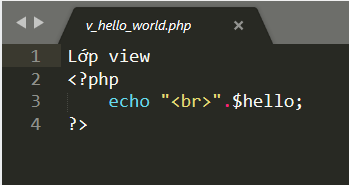 v_hello_world.php
1 Lớp view
2 <?php
3 echo "<br>".$hello;
4 ?>